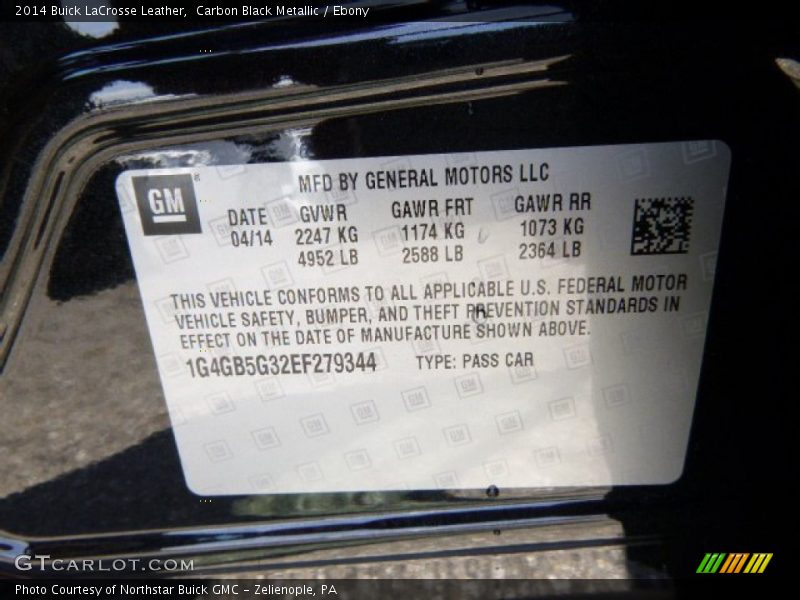 2014 Buick LaCrosse Leather,  Carbon Black Metallic / Ebony
GM
MFD BY GENERAL MOTORS LLC
DATE GVWR GAWR FRT GAWR RR
04/14 2247 KG 1174 KG 1073 KG
4952 LB 2588 LB 2364 LB
THIS VEHICLE CONFORMS TO ALL APPLICABLE U.S. FEDERAL MOTOR
VEHICLE SAFETY, BUMPER, AND THEFT PREVENTION STANDARDS IN
EFFECT ON THE DATE OF MANUFACTURE SHOWN ABOVE.
1G4GB5G32EF279344 TYPE: PASS CAR
GTCARLOT.COM
Photo Courtesy of Northstar Buick GMC - Zelienople, PA